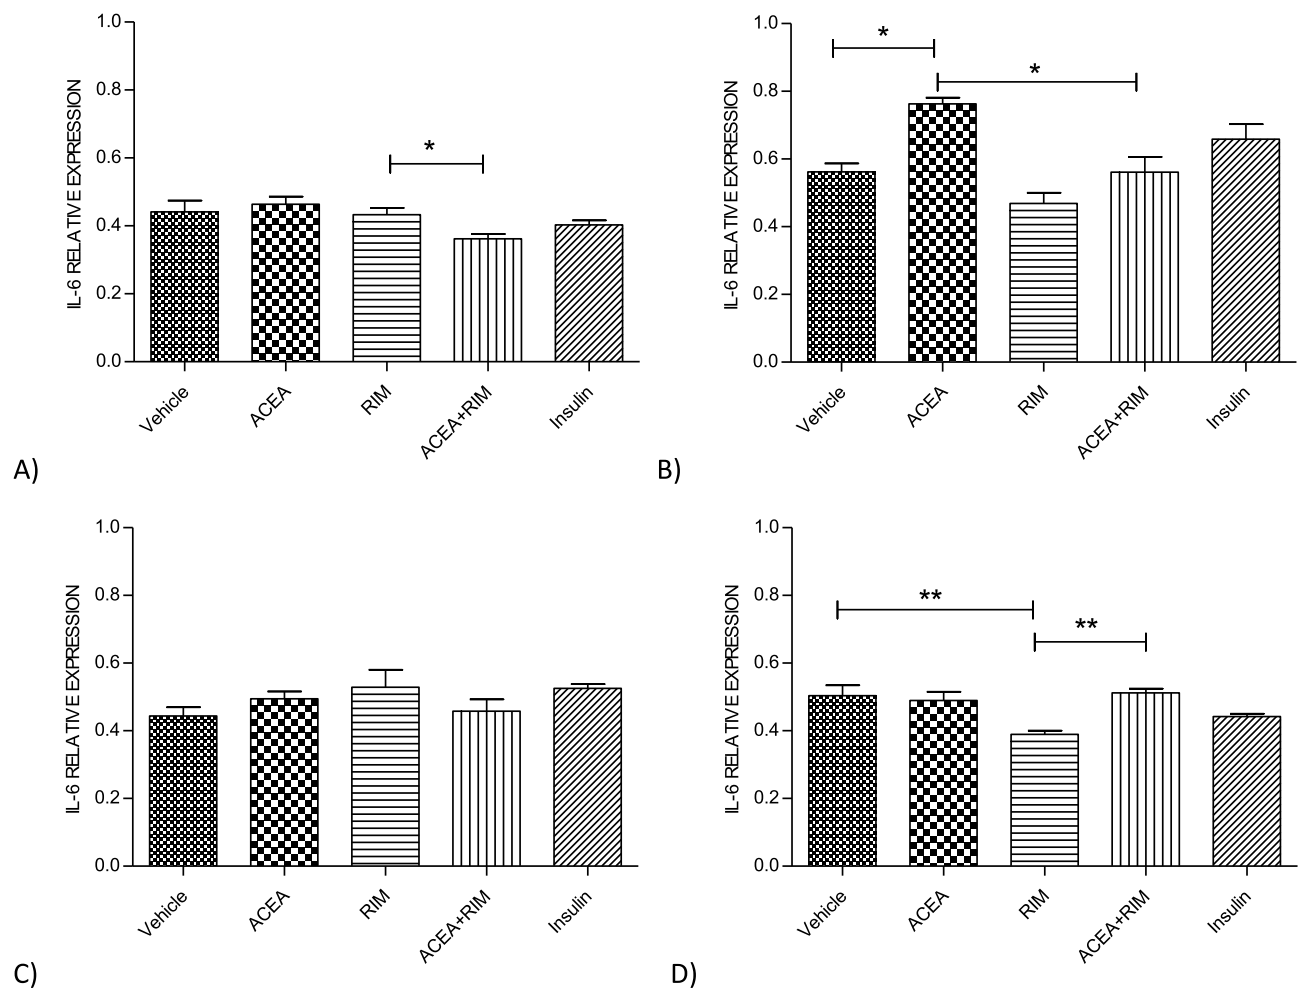 1.0
0.8
0.6
0.4
0.2
0.0
IL-6 RELATIVE EXPRESSION
*
Vehicle
ACEA
RIM
ACEA+RIM
Insulin
A)
1.0
0.8
0.6
0.4
0.2
0.0
IL-6 RELATIVE EXPRESSION
*
*
Vehicle
ACEA
RIM
ACEA+RIM
Insulin
B)
1.0
0.8
0.6
0.4
0.2
0.0
IL-6 RELATIVE EXPRESSION
Vehicle
ACEA
RIM
ACEA+RIM
Insulin
C)
1.0
0.8
0.6
0.4
0.2
0.0
IL-6 RELATIVE EXPRESSION
**
**
Vehicle
ACEA
RIM
ACEA+RIM
Insulin
D)